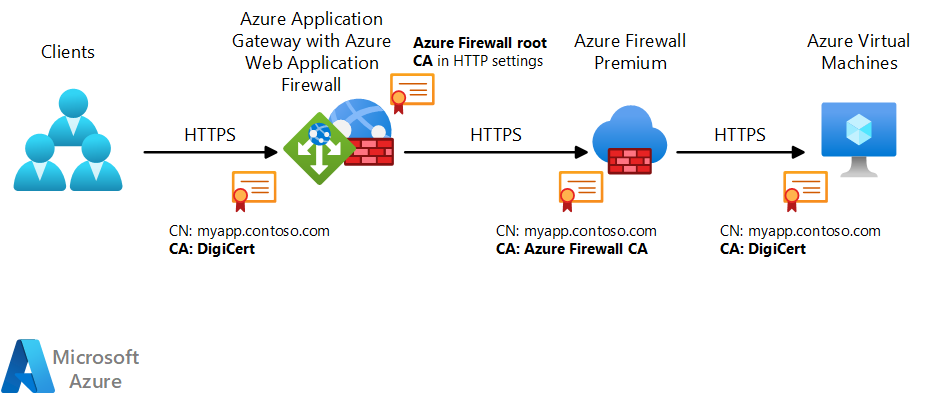 Clients
Azure Application
Gateway with Azure
Web Application
Firewall
Azure Firewall root
CA in HTTP settings
Azure Firewall
Premium
Azure Virtual
Machines
HTTPS
HTTPS
HTTPS
CN: myapp.contoso.com
CA: DigiCert
CN: myapp.contoso.com
CA: Azure Firewall CA
CN: myapp.contoso.com
CA: DigiCert
Microsoft
Azure